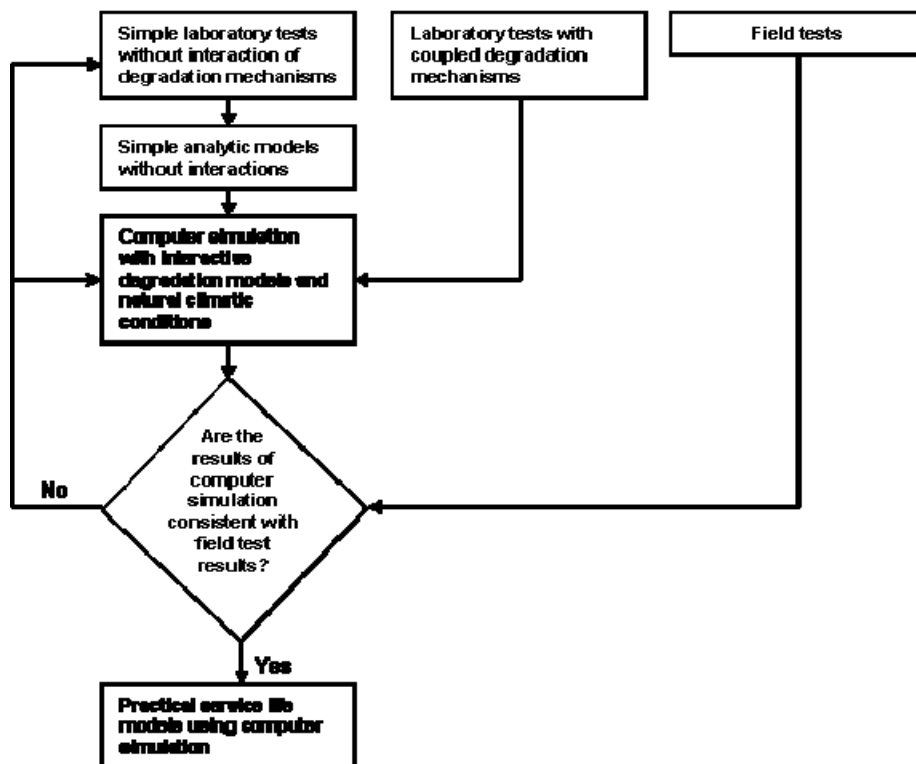 Simple laboratory tests
without interaction of
degradation mechanisms
Laboratory tests with
coupled degradation
mechanisms
Field tests
Simple analytic models
without interactions
Computer simulation
with interactive
degradation models and
natural climatic
conditions
Are the
results of
computer
simulation
consistent with
field test
results?
No
Yes
Practical service life
models using computer
simulation